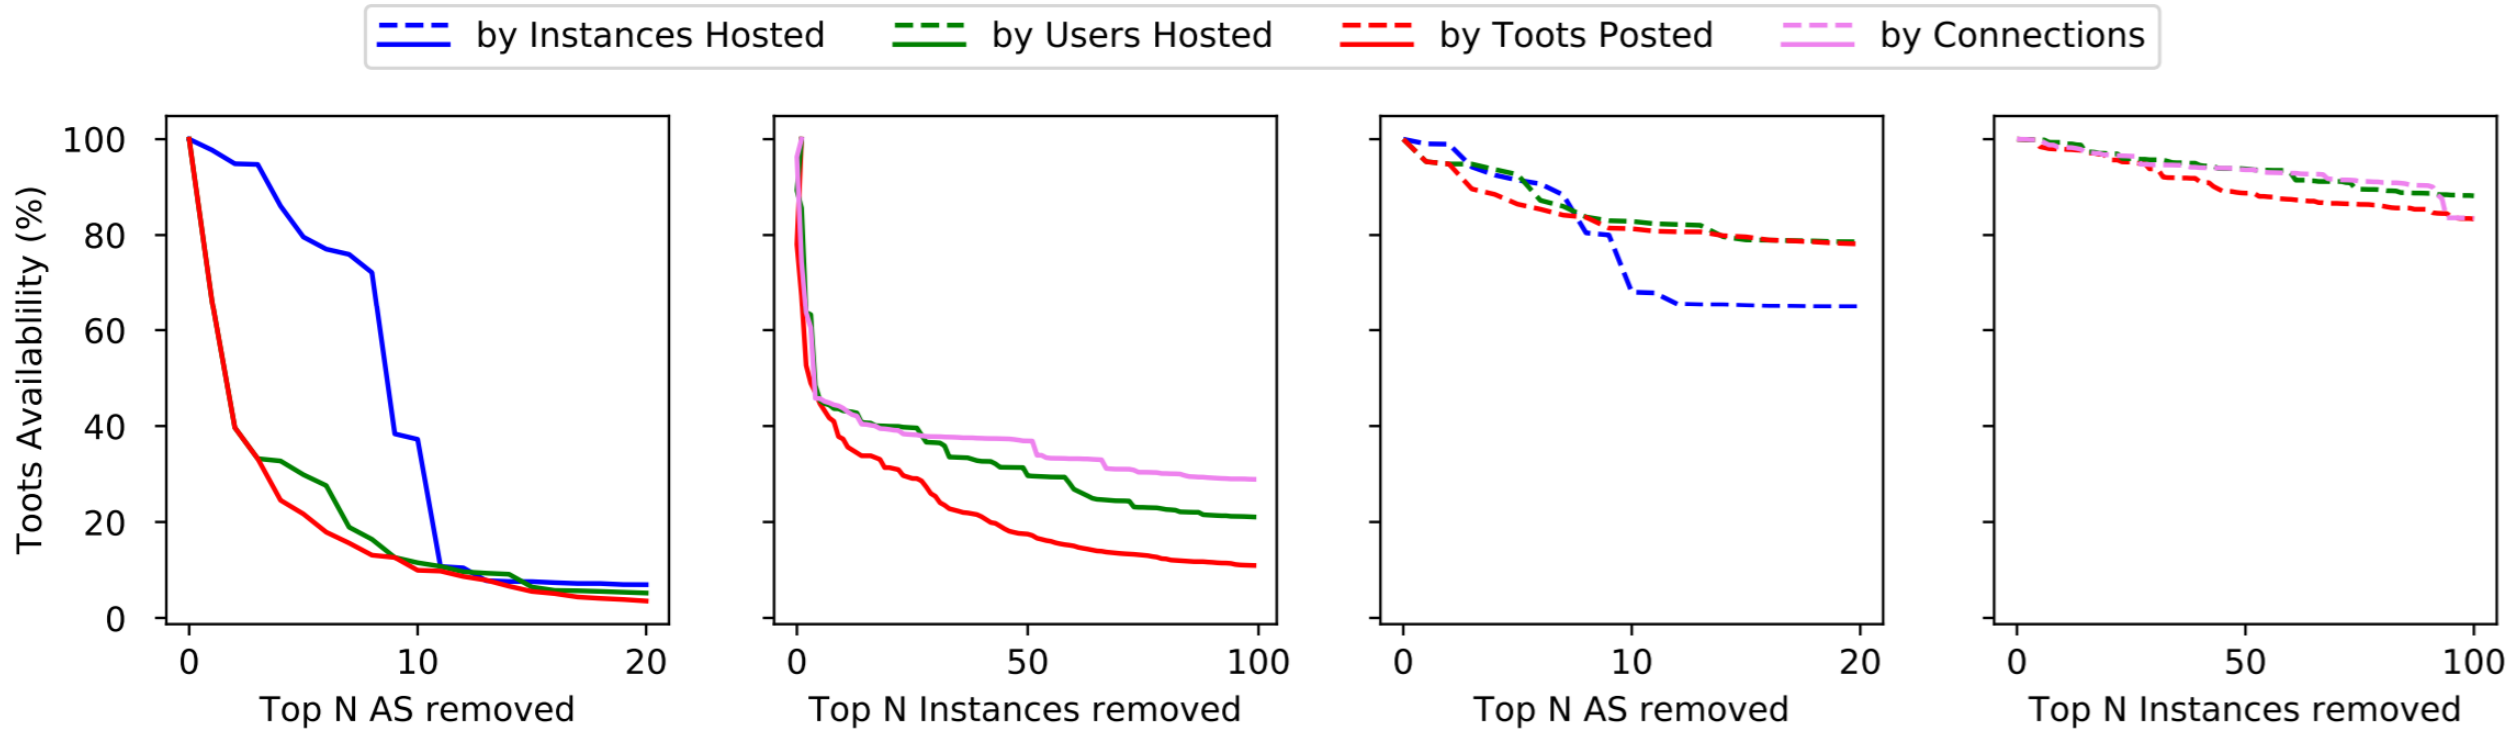 by Instances Hosted by Users Hosted by Toots Posted by Connections
Toots Availability (%)
100
80
60
40
20
0
0 10 20 0 50 100 0 10 20 0 50 100
Top N AS removed Top N Instances removed Top N AS removed Top N Instances removed